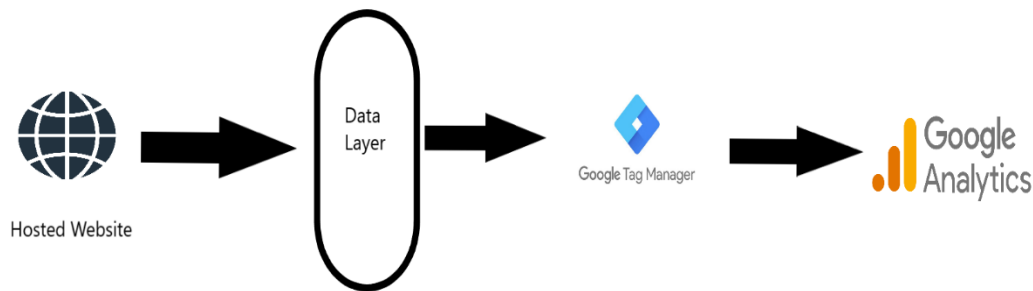 Hosted Website
Data
Layer
Google Tag Manager
Google
Analytics